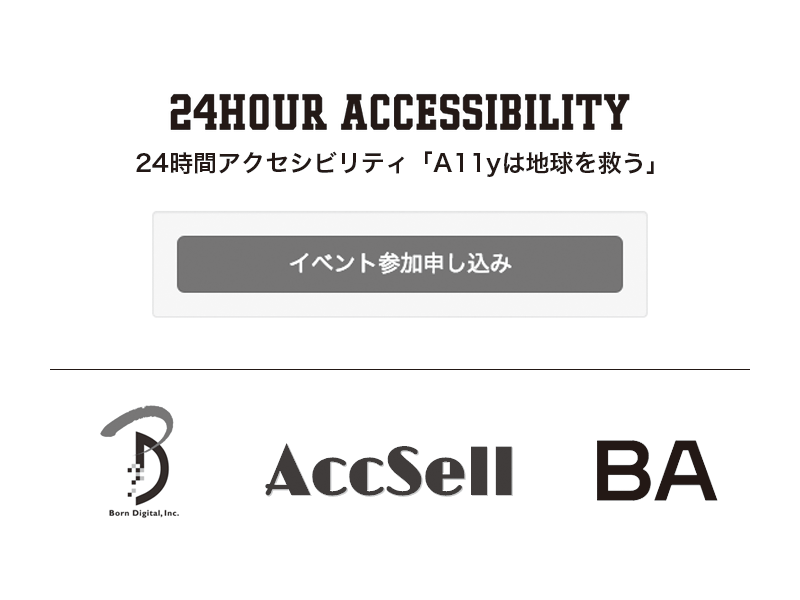 24HOUR ACCESSIBILITY
24時間アクセシビリティ「A11yは地球を救う」
イベント参加申し込み
Born Digital, Inc.
AccSell
BA